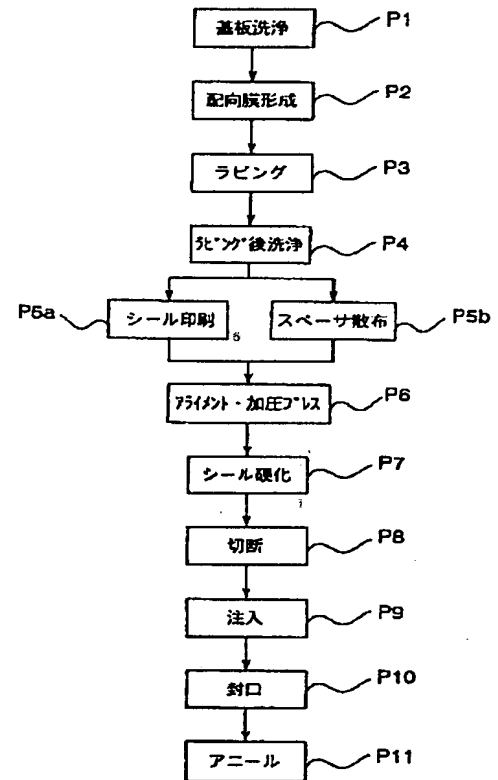 基板洗浄 P1
配向膜形成 P2
ラビング P3
ﾗﾋﾞﾝｸﾞ後洗浄 P4
P5a シール印刷 スペーサ散布 P5b
ｱﾗｲﾒﾝﾄ・加圧ﾌﾟﾚｽ P6
シール硬化 P7
切断 P8
注入 P9
封口 P10
アニール P11